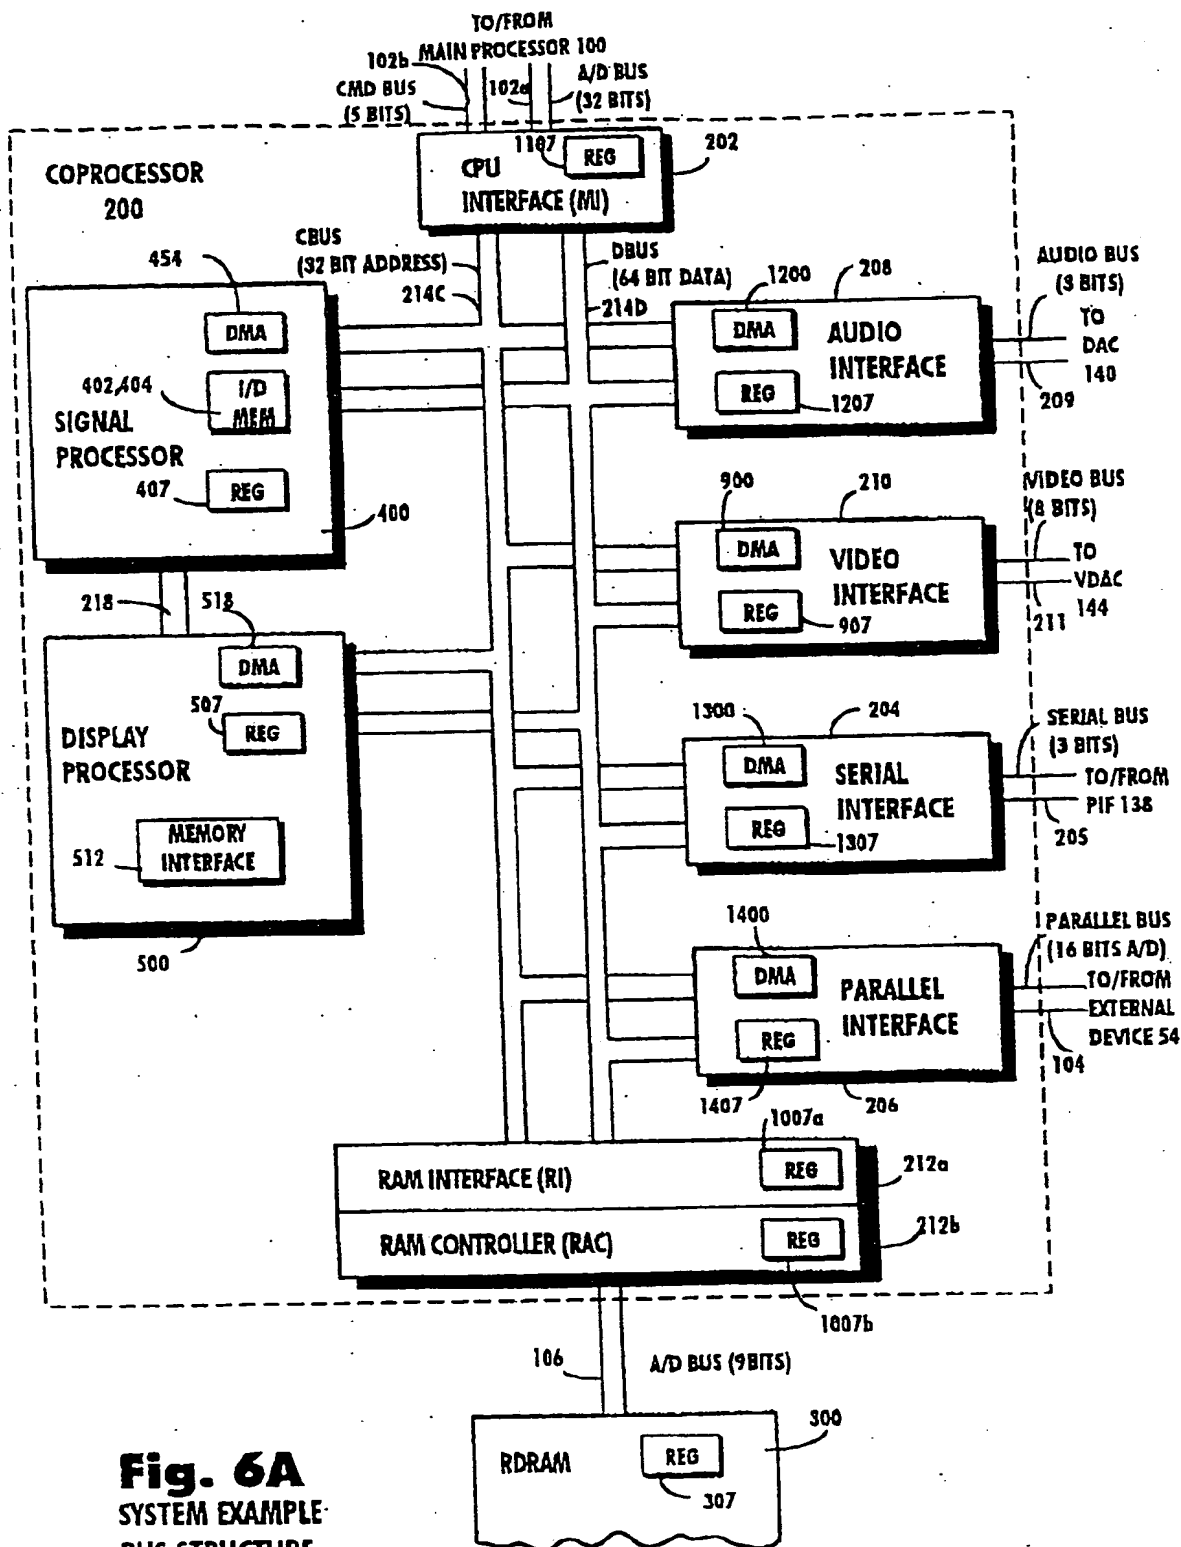 TO/FROM
MAIN PROCESSOR 100
102b
CMD BUS
(5 BITS)
102a
A/D BUS
(32 BITS)
COPROCESSOR
200
1107
REG
CPU
INTERFACE (MI)
202
CBUS
(32 BIT ADDRESS)
214C
DBUS
(64 BIT DATA)
214D
454
DMA
402,404
I/D
MEM
SIGNAL
PROCESSOR
407
REG
400
1200
208
DMA
AUDIO
INTERFACE
REG
1207
AUDIO BUS
(3 BITS)
TO
DAC
140
209
900
210
DMA
VIDEO
INTERFACE
REG
907
VIDEO BUS
(8 BITS)
TO
VDAC
144
211
218
518
DMA
507
REG
DISPLAY
PROCESSOR
MEMORY
INTERFACE
512
500
1300
204
DMA
SERIAL
INTERFACE
REG
1307
SERIAL BUS
(3 BITS)
TO/FROM
PIF 138
205
1400
DMA
PARALLEL
INTERFACE
REG
1407
206
PARALLEL BUS
(16 BITS A/D)
TO/FROM
EXTERNAL
DEVICE 54
104
1007a
RAM INTERFACE (RI)
REG
212a
RAM CONTROLLER (RAC)
REG
212b
1007b
106
A/D BUS (9BITS)
300
RDRAM
REG
307
Fig. 6A
SYSTEM EXAMPLE
BUS STRUCTURE